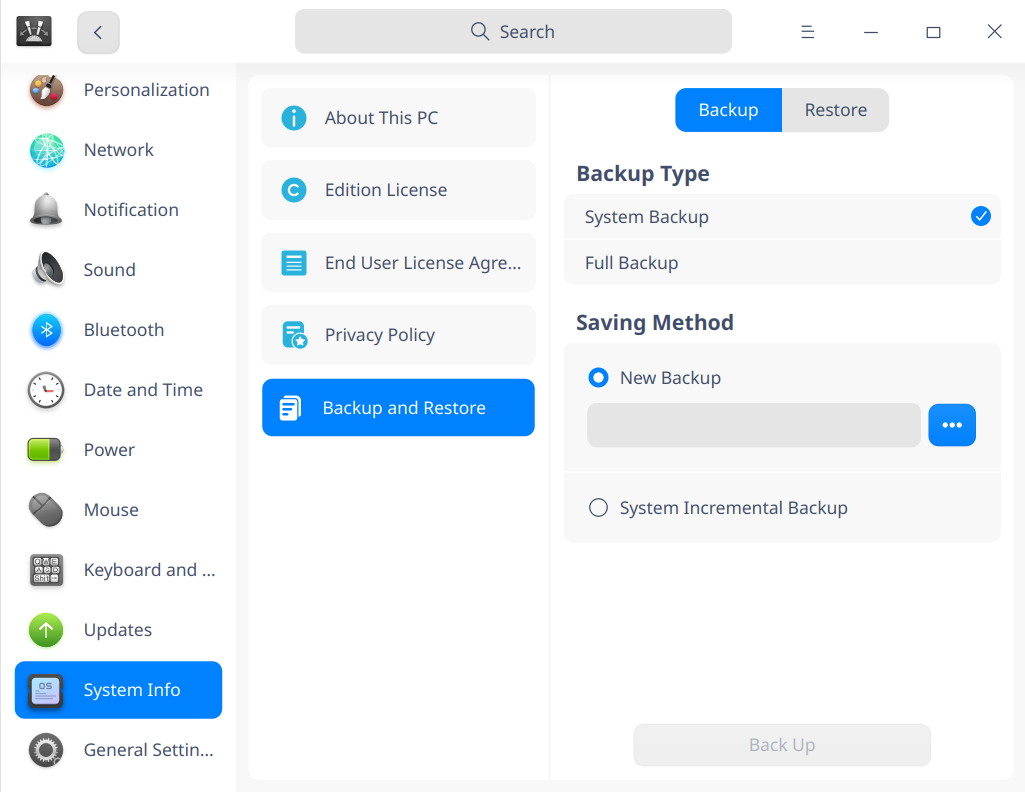 Search
Personalization
Network
Notification
Sound
Bluetooth
Date and Time
Power
Mouse
Keyboard and ...
Updates
OS
System Info
General Settin...
About This PC
Edition License
End User License Agre...
Privacy Policy
Backup and Restore
Backup
Restore
Backup Type
System Backup
Full Backup
Saving Method
New Backup
System Incremental Backup
Back Up